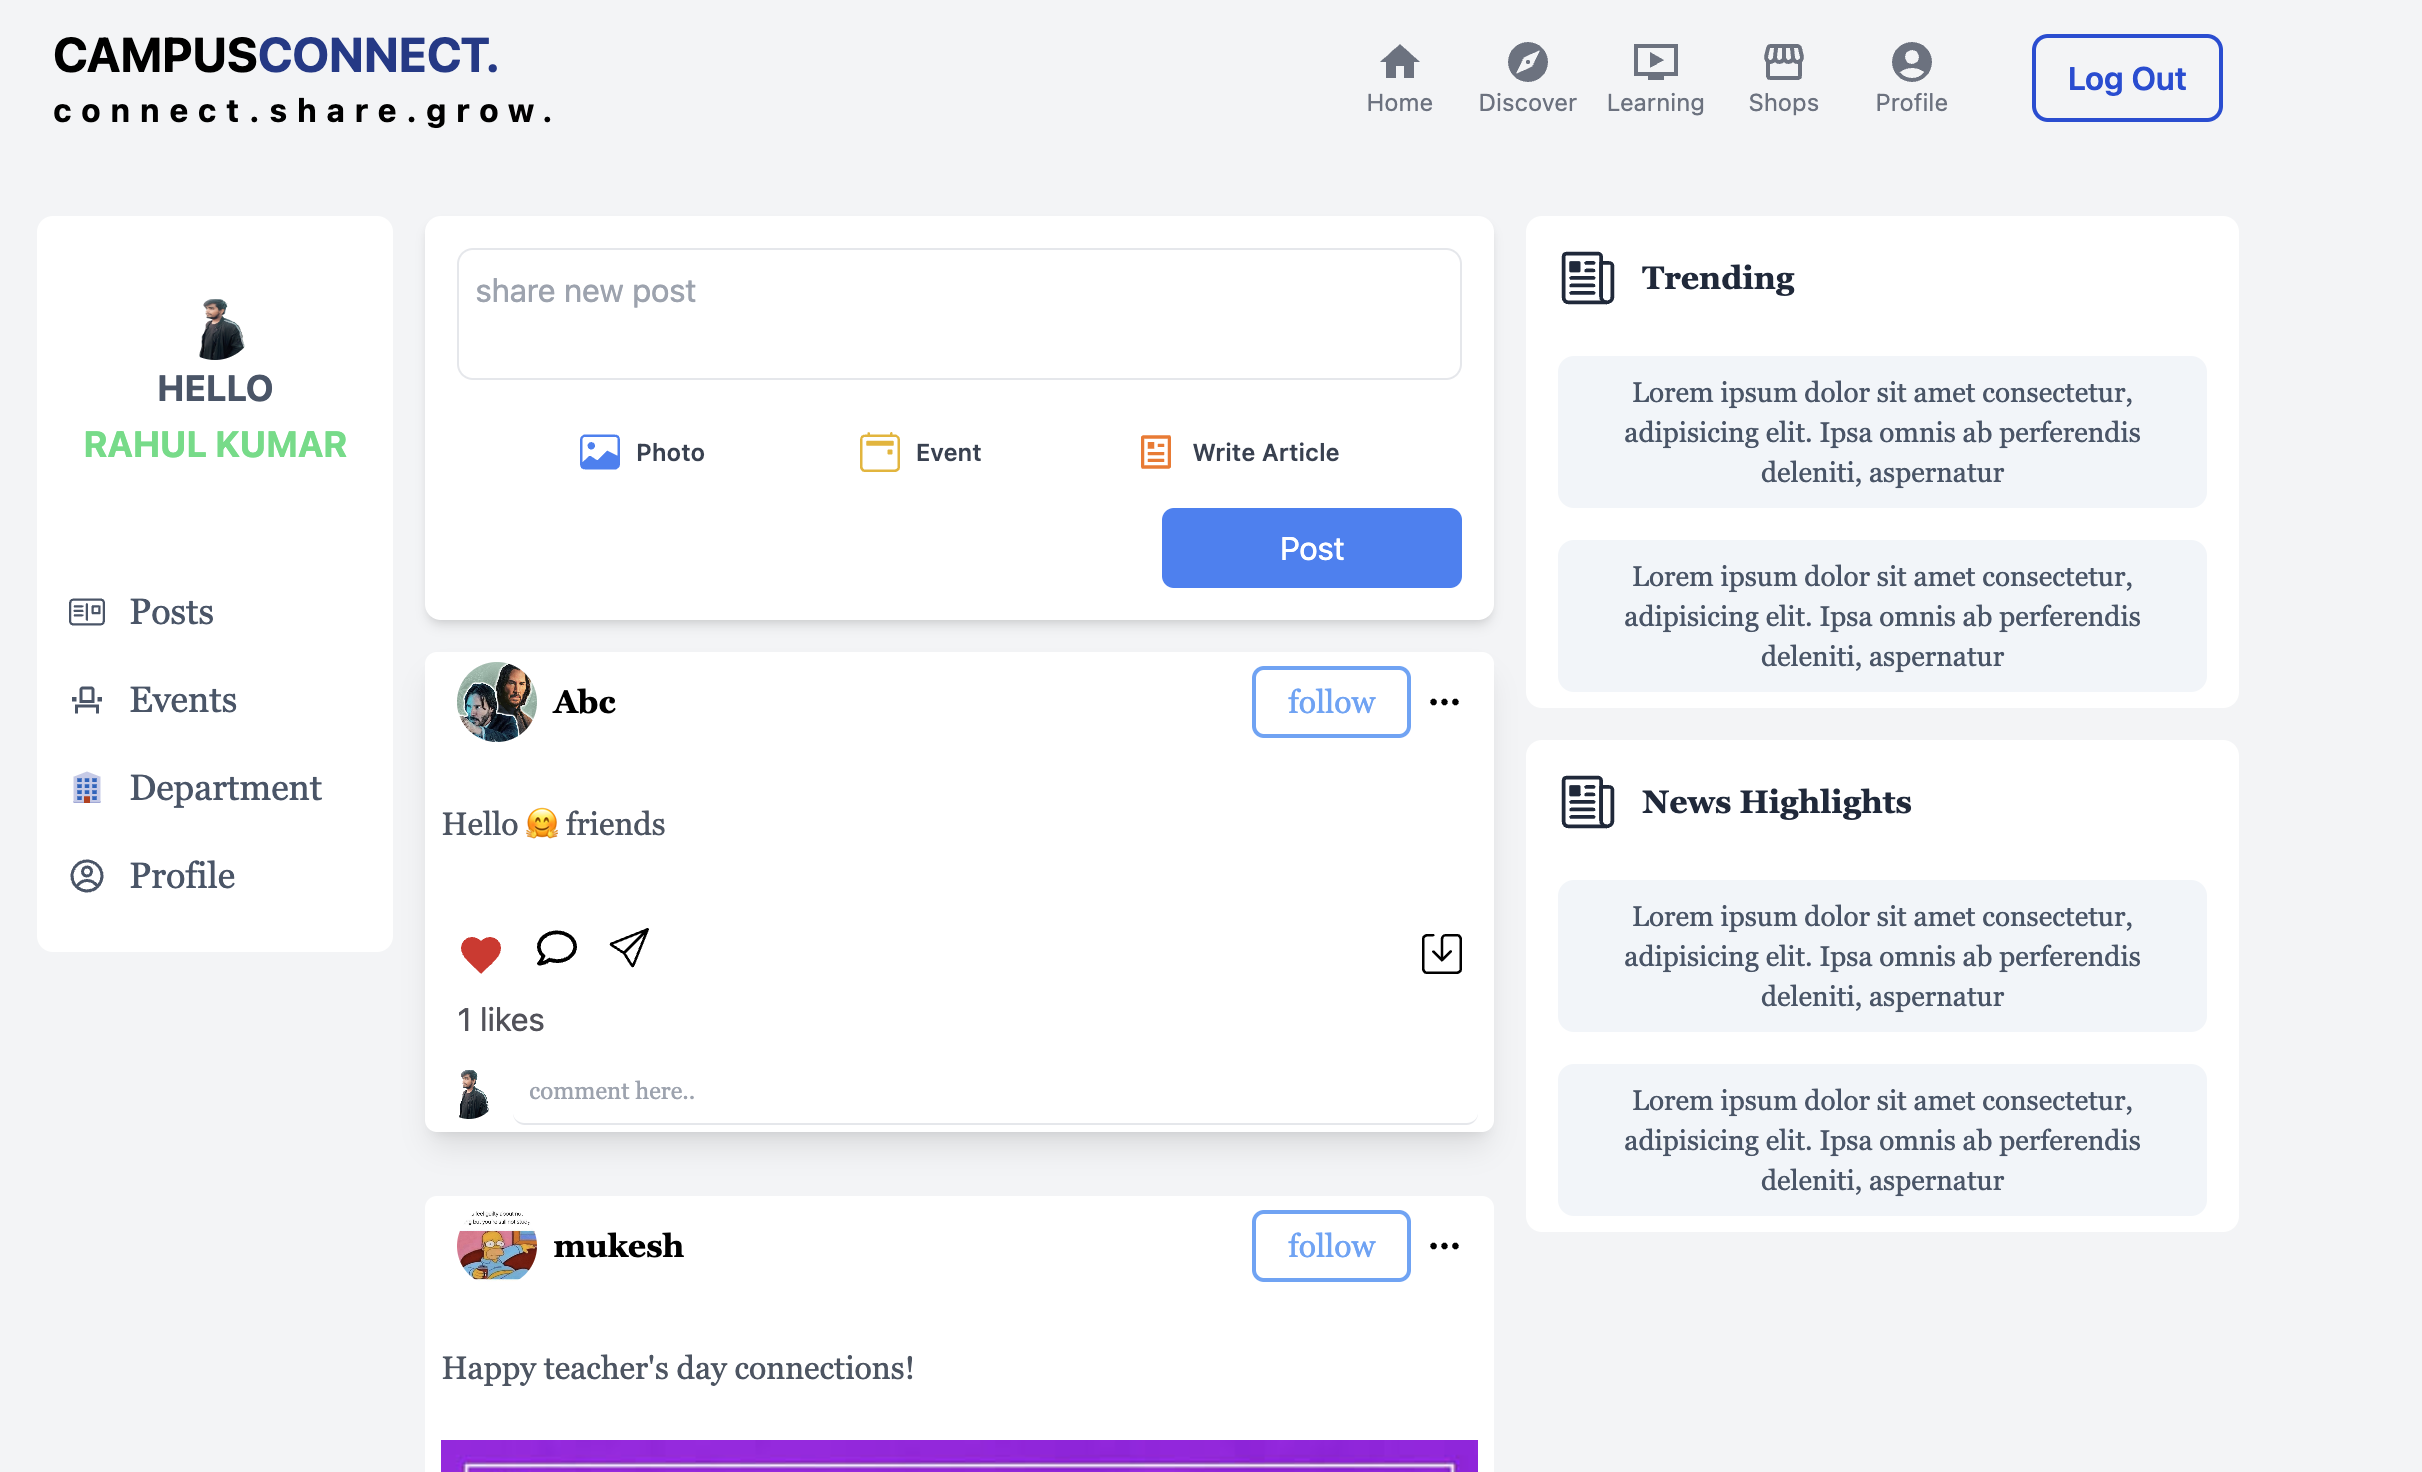 CAMPUSCONNECT.
connect.share.grow.
Home
Discover
Learning
Shops
Profile
Log Out
HELLO
RAHUL KUMAR
Posts
Events
Department
Profile
share new post
Photo
Event
Write Article
Post
Abc
follow
Hello 🤗 friends
1 likes
comment here..
mukesh
follow
Happy teacher's day connections!
Trending
Lorem ipsum dolor sit amet consectetur,
adipisicing elit. Ipsa omnis ab perferendis
deleniti, aspernatur
Lorem ipsum dolor sit amet consectetur,
adipisicing elit. Ipsa omnis ab perferendis
deleniti, aspernatur
News Highlights
Lorem ipsum dolor sit amet consectetur,
adipisicing elit. Ipsa omnis ab perferendis
deleniti, aspernatur
Lorem ipsum dolor sit amet consectetur,
adipisicing elit. Ipsa omnis ab perferendis
deleniti, aspernatur